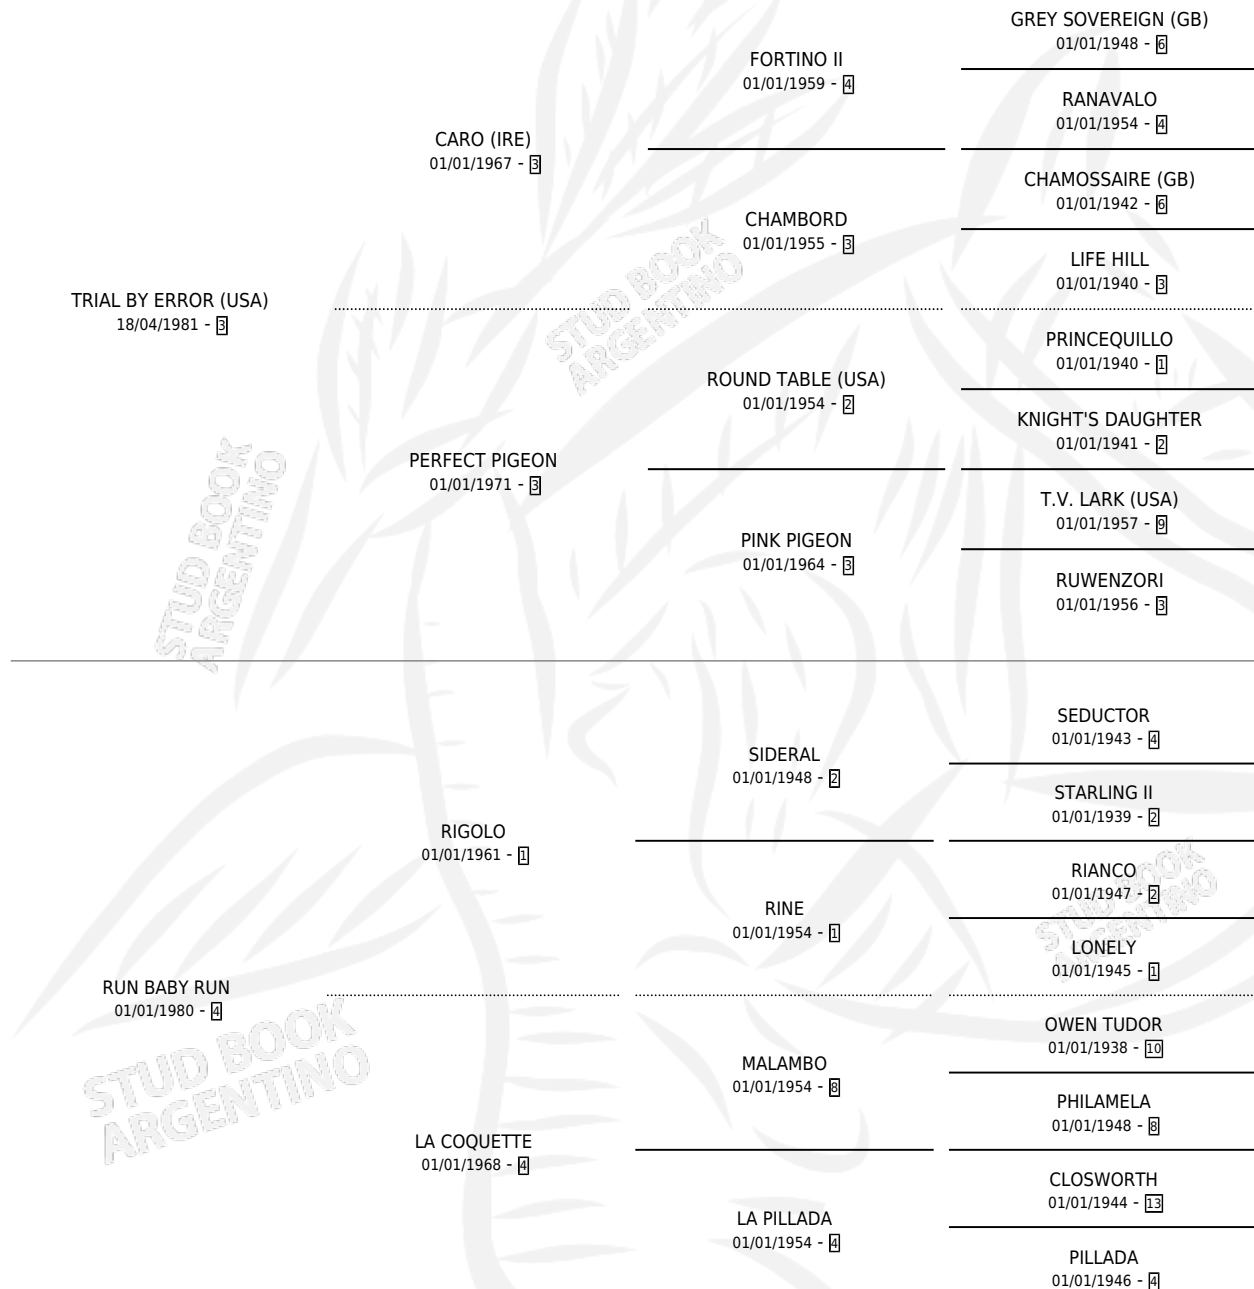 TRIAL BY ERROR (USA)
18/04/1981 - 3
CARO (IRE)
01/01/1967 - 3
PERFECT PIGEON
01/01/1971 - 3
FORTINO II
01/01/1959 - 4
CHAMBORD
01/01/1955 - 3
ROUND TABLE (USA)
01/01/1954 - 2
PINK PIGEON
01/01/1964 - 3
GREY SOVEREIGN (GB)
01/01/1948 - 6
RANAVALO
01/01/1954 - 4
CHAMOSSAIRE (GB)
01/01/1942 - 6
LIFE HILL
01/01/1940 - 3
PRINCEQUILLO
01/01/1940 - 1
KNIGHT'S DAUGHTER
01/01/1941 - 2
T.V. LARK (USA)
01/01/1957 - 9
RUWENZORI
01/01/1956 - 3
STUD BOOK
ARGENTINO
STUD BOOK
ARGENTINO
RUN BABY RUN
01/01/1980 - 4
RIGOLO
01/01/1961 - 1
LA COQUETTE
01/01/1968 - 4
SIDERAL
01/01/1948 - 2
RINE
01/01/1954 - 1
MALAMBO
01/01/1954 - 8
LA PILLADA
01/01/1954 - 4
SEDUCTOR
01/01/1943 - 4
STARLING II
01/01/1939 - 2
RIANCO
01/01/1947 - 2
LONELY
01/01/1945 - 1
OWEN TUDOR
01/01/1938 - 10
PHILAMELA
01/01/1948 - 8
CLOSWORTH
01/01/1944 - 13
PILLADA
01/01/1946 - 4
STUD BOOK
ARGENTINO
STUD BOOK
ARGENTINO